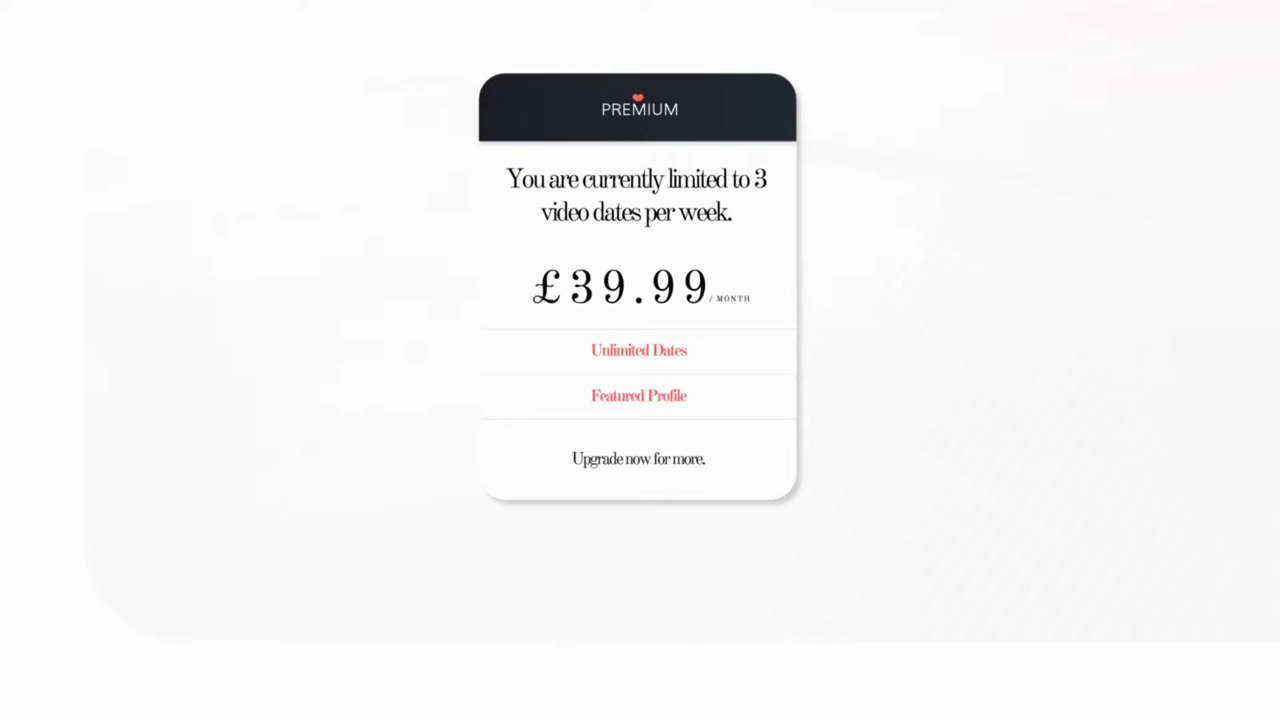 PREMIUM
You are currently limited to 3
video dates per week.
£39.99/ MONTH
Unlimited Dates
Featured Profile
Upgrade now for more.